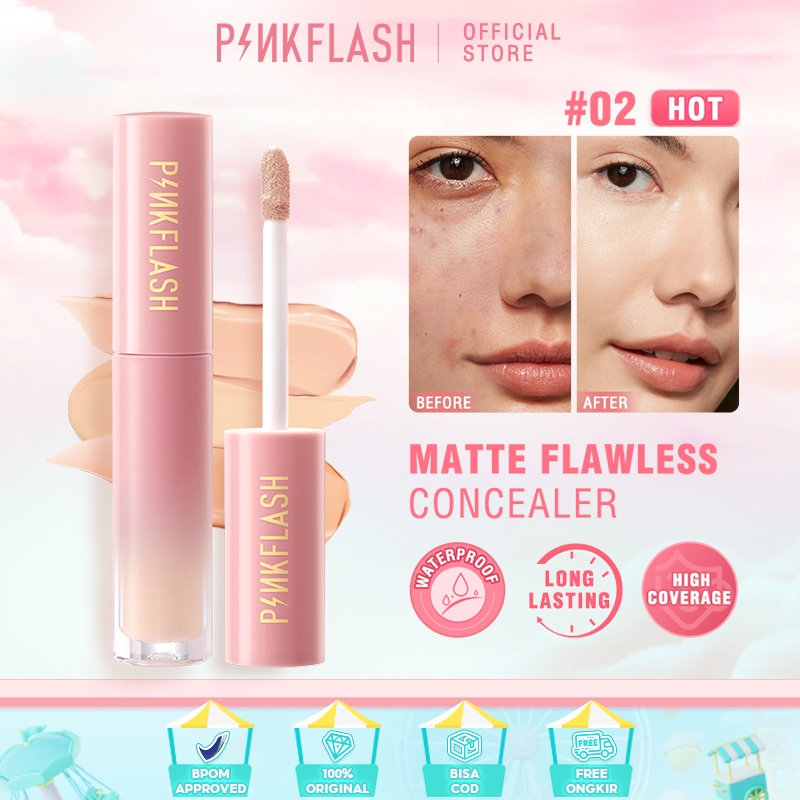 PINKFLASH
OFFICIAL
STORE
#02 HOT
PINKFLASH
PINKFLASH
BEFORE
AFTER
MATTE FLAWLESS
CONCEALER
WATERPROOF
LONG
LASTING
HIGH
COVERAGE
BPOM
APPROVED
100%
ORIGINAL
BISA
COD
FREE
FREE
ONGKIR